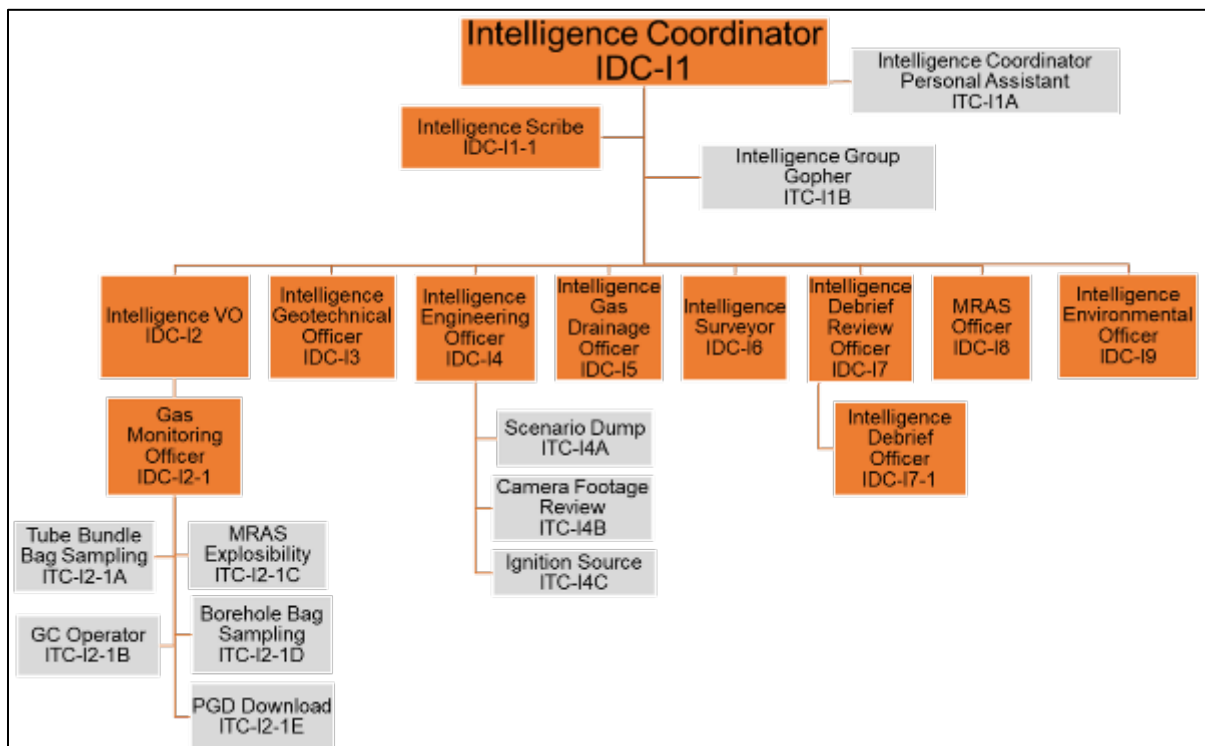 Intelligence Coordinator
IDC-I1
Intelligence Coordinator
Personal Assistant
ITC-I1A
Intelligence Scribe
IDC-I1-1
Intelligence Group
Gopher
ITC-I1B
Intelligence VO
IDC-I2
Intelligence
Geotechnical
Officer
IDC-I3
Intelligence
Engineering
Officer
IDC-I4
Intelligence
Gas
Drainage
Officer
IDC-I5
Intelligence
Surveyor
IDC-I6
Intelligence
Debrief
Review
Officer
IDC-I7
MRAS
Officer
IDC-I8
Intelligence
Environmental
Officer
IDC-I9
Gas
Monitoring
Officer
IDC-I2-1
Scenario Dump
ITC-I4A
Camera Footage
Review
ITC-I4B
Ignition Source
ITC-I4C
Intelligence
Debrief
Officer
IDC-I7-1
Tube Bundle
Bag Sampling
ITC-I2-1A
MRAS
Explosibility
ITC-I2-1C
GC Operator
ITC-I2-1B
Borehole Bag
Sampling
ITC-I2-1D
PGD Download
ITC-I2-1E